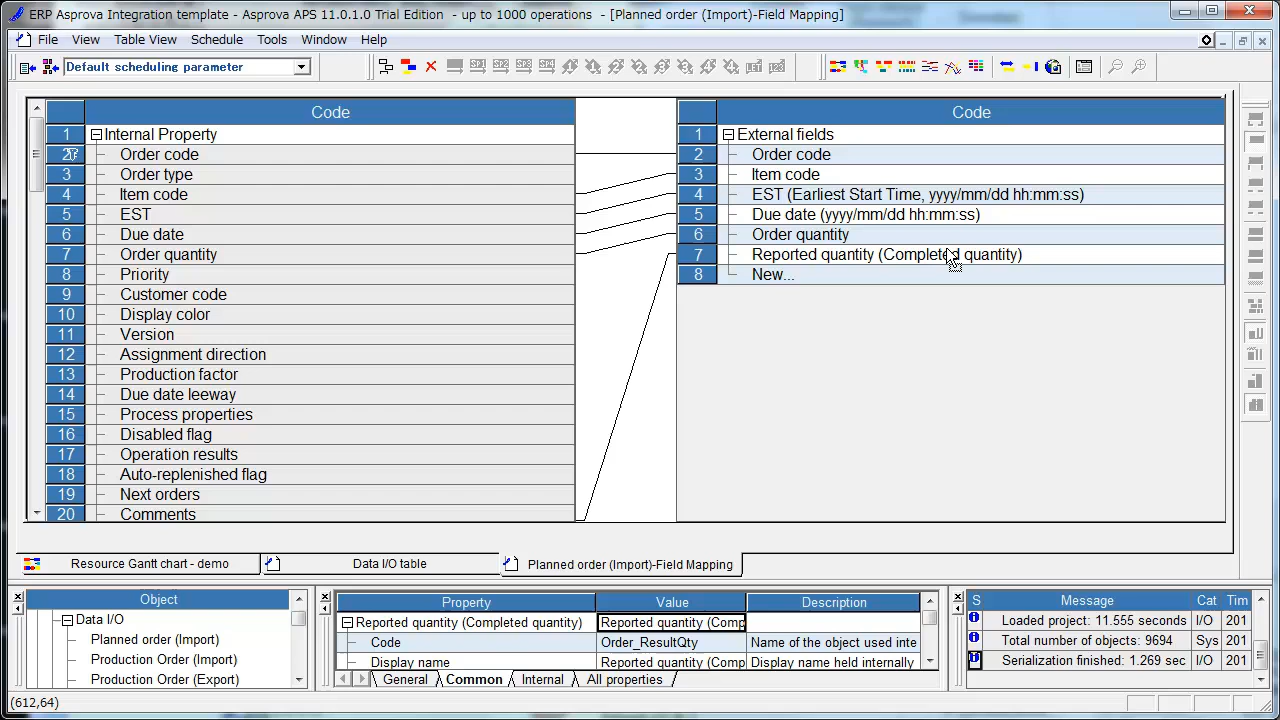 ERP Asprova Integration template - Asprova APS 11.0.1.0 Trial Edition - up to 1000 operations - [Planned order (Import)-Field Mapping]
File View Table View Schedule Tools Window Help
Default scheduling parameter
Code
1 Internal Property
2 Order code
3 Order type
4 Item code
5 EST
6 Due date
7 Order quantity
8 Priority
9 Customer code
10 Display color
11 Version
12 Assignment direction
13 Production factor
14 Due date leeway
15 Process properties
16 Disabled flag
17 Operation results
18 Auto-replenished flag
19 Next orders
20 Comments
Code
1 External fields
2 Order code
3 Item code
4 EST (Earliest Start Time, yyyy/mm/dd hh:mm:ss)
5 Due date (yyyy/mm/dd hh:mm:ss)
6 Order quantity
7 Reported quantity (Completed quantity)
8 New...
Resource Gantt chart - demo Data I/O table Planned order (Import)-Field Mapping
Object
Data I/O
Planned order (Import)
Production Order (Import)
Production Order (Export)
Property Value Description
Reported quantity (Completed quantity) Reported quantity (Comp
Code Order_ResultQty Name of the object used inte
Display name Reported quantity (Comp Display name held internally
General Common Internal All properties
S Message Cat Tim
Loaded project: 11.555 seconds I/O 201
Total number of objects: 9694 Sys 201
Serialization finished: 1.269 sec I/O 201
(612,64)